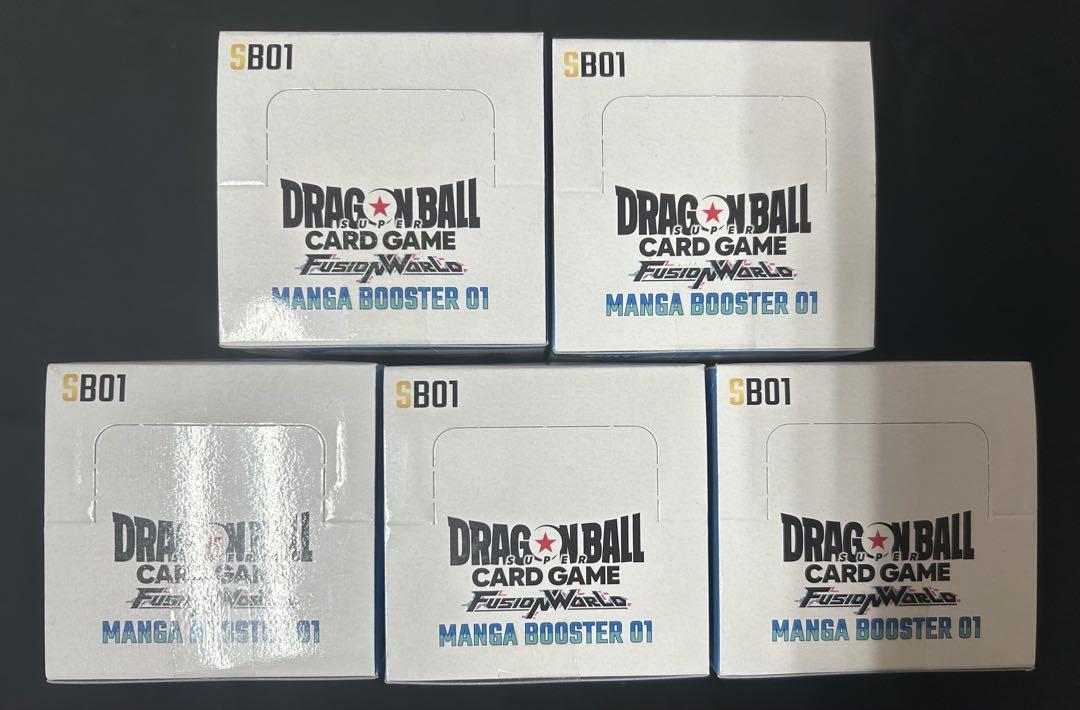 SB01
DRAGON BALL
SUPER
CARD GAME
FUSION WORLD
MANGA BOOSTER 01
SB01
DRAGON BALL
SUPER
CARD GAME
FUSION WORLD
MANGA BOOSTER 01
SB01
DRAGON BALL
CARD GAME
FUSION WORLD
MANGA BOOSTER 01
SB01
DRAGON BALL
SUPER
CARD GAME
FUSION WORLD
MANGA BOOSTER 01
SB01
DRAGON BALL
SUPER
CARD GAME
FUSION WORLD
MANGA BOOSTER 01